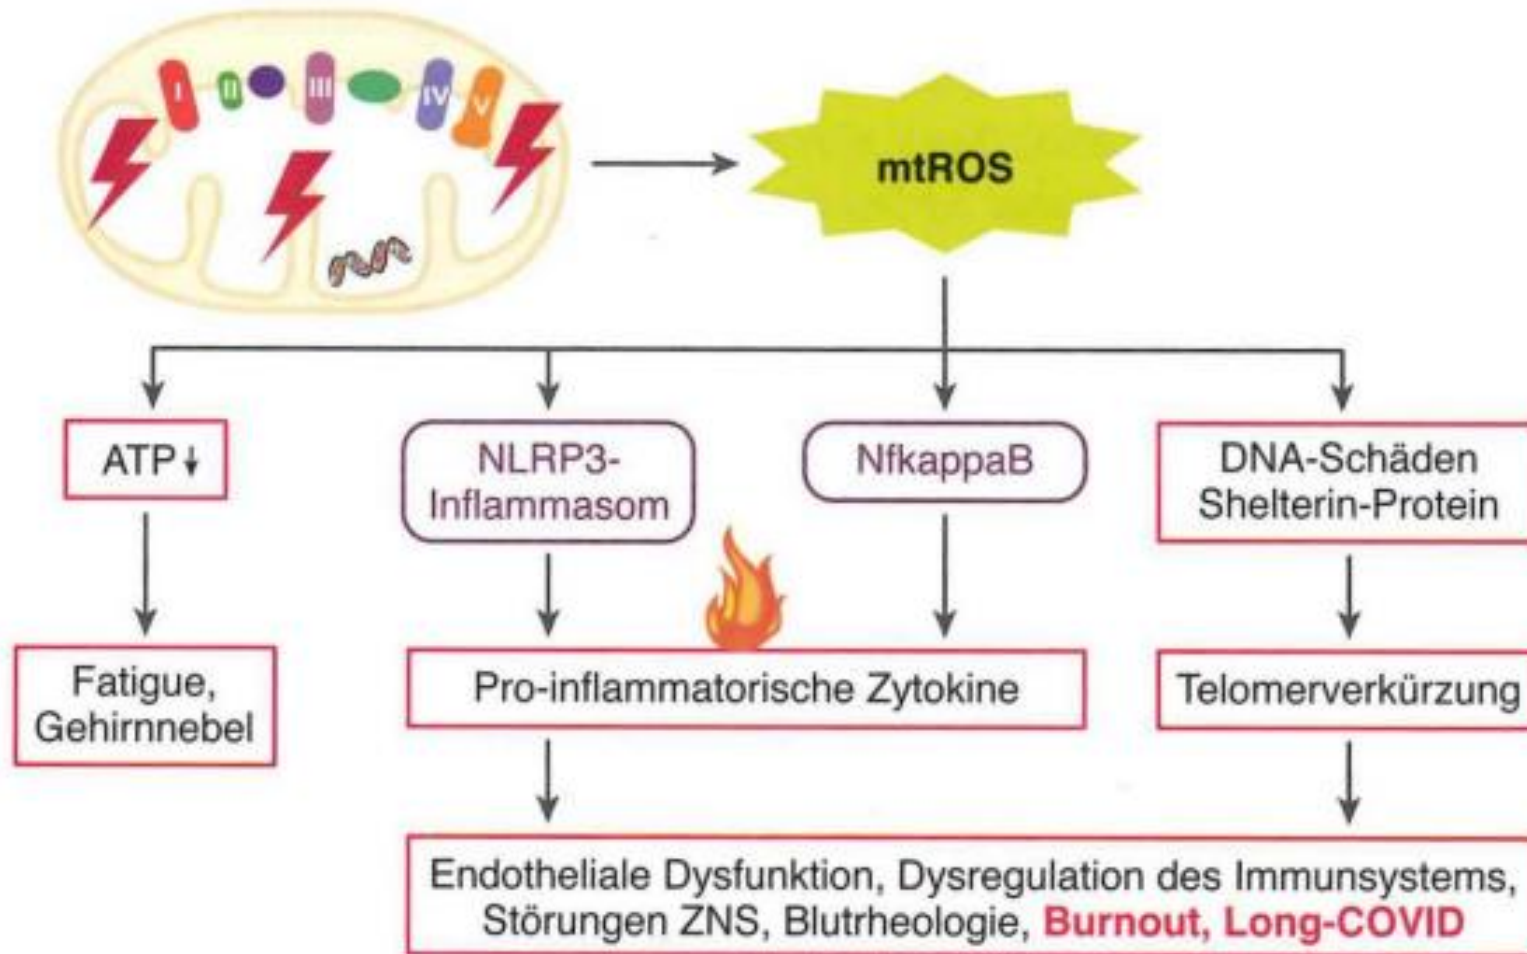 I
II
III
IV
V
mtROS
ATP↓
NLRP3-
Inflammasom
NfkappaB
DNA-Schäden
Shelterin-Protein
Fatigue,
Gehirnnebel
Pro-inflammatorische Zytokine
Telomerverkürzung
Endotheliale Dysfunktion, Dysregulation des Immunsystems,
Störungen ZNS, Blutrheologie, Burnout, Long-COVID